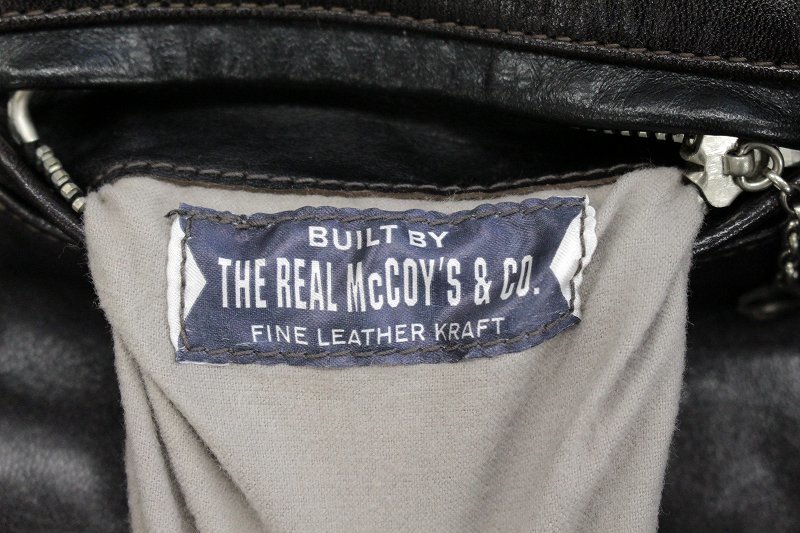 BUILT BY
THE REAL McCOY'S & CO.
FINE LEATHER KRAFT